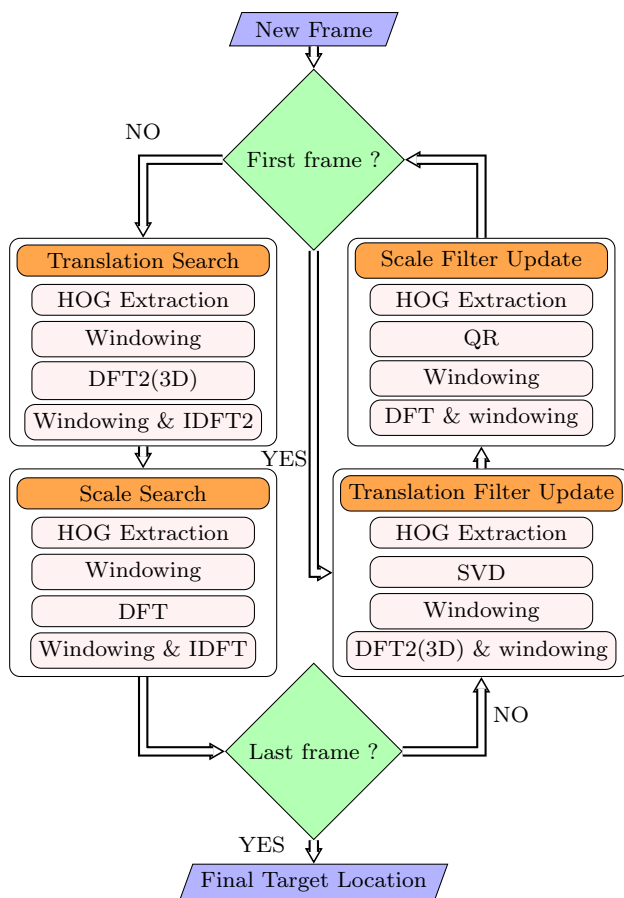 New Frame
First frame ?
NO
YES
Translation Search
HOG Extraction
Windowing
DFT2(3D)
Windowing & IDFT2
Scale Search
HOG Extraction
Windowing
DFT
Windowing & IDFT
Scale Filter Update
HOG Extraction
QR
Windowing
DFT & windowing
Translation Filter Update
HOG Extraction
SVD
Windowing
DFT2(3D) & windowing
Last frame ?
NO
YES
Final Target Location